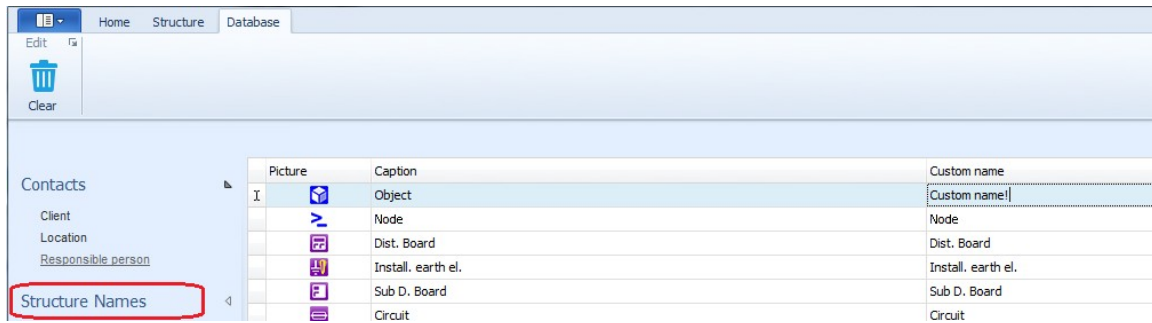 Home Structure Database
Edit
Clear
Contacts
Client
Location
Responsible person
Structure Names
Picture Caption Custom name
Object Custom name!
Node Node
Dist. Board Dist. Board
Install. earth el. Install. earth el.
Sub D. Board Sub D. Board
Circuit Circuit